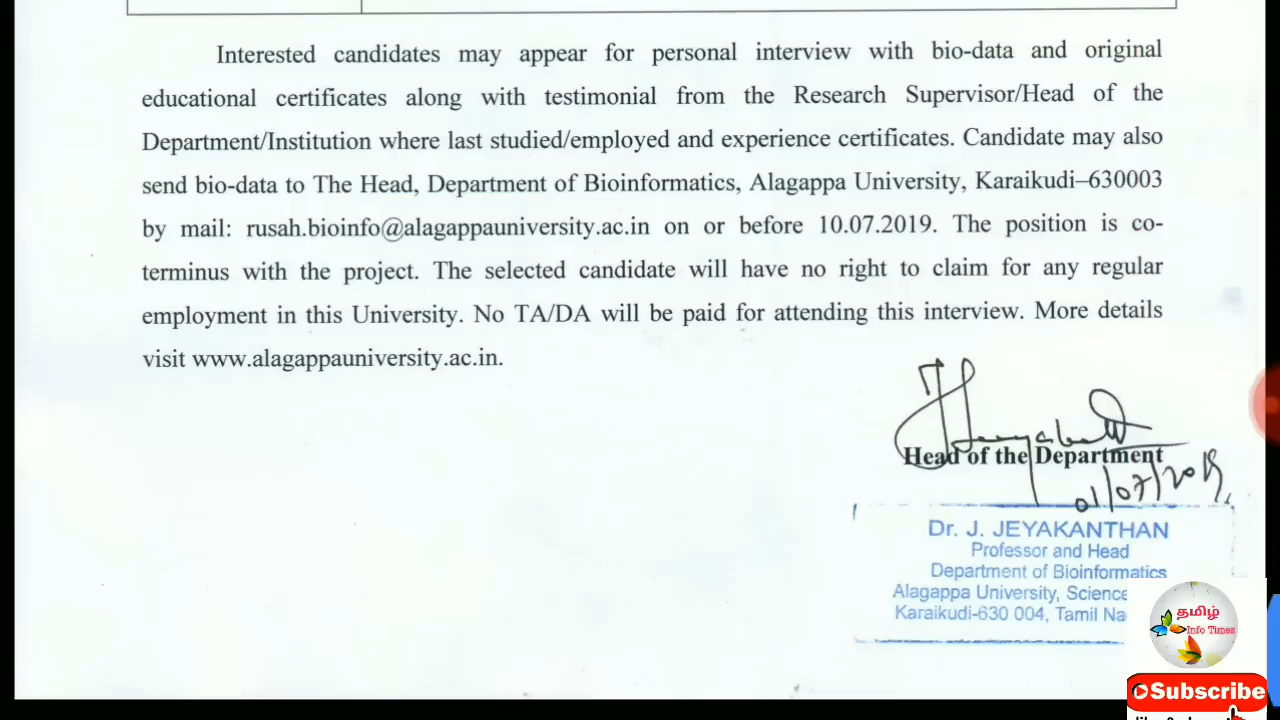 Interested candidates may appear for personal interview with bio-data and original
educational certificates along with testimonial from the Research Supervisor/Head of the
Department/Institution where last studied/employed and experience certificates. Candidate may also
send bio-data to The Head, Department of Bioinformatics, Alagappa University, Karaikudi–630003
by mail: rusah.bioinfo@alagappauniversity.ac.in on or before 10.07.2019. The position is co-
terminus with the project. The selected candidate will have no right to claim for any regular
employment in this University. No TA/DA will be paid for attending this interview. More details
visit www.alagappauniversity.ac.in.
Head of the Department
01/07/2019
Dr. J. JEYAKANTHAN
Professor and Head
Department of Bioinformatics
Alagappa University, Science
Karaikudi-630 004, Tamil Na
தமிழ்
Info Times
Subscribe